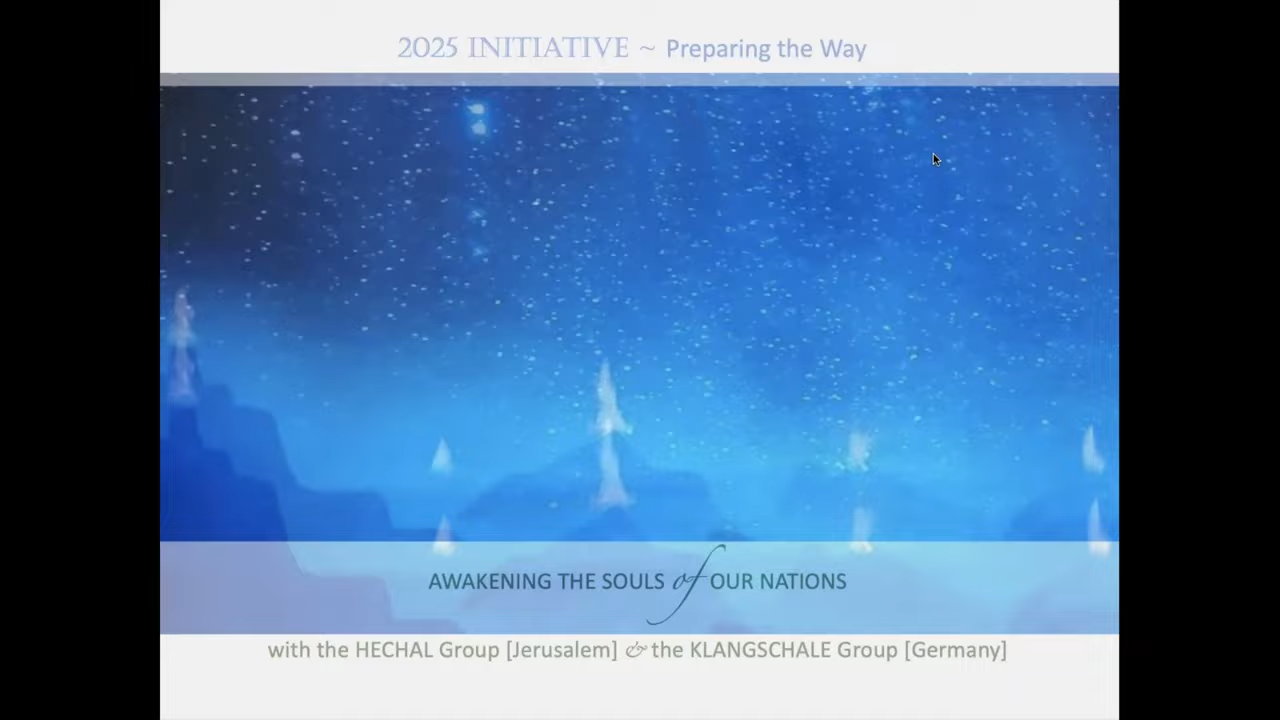 2025 INITIATIVE ~ Preparing the Way
AWAKENING THE SOULS of OUR NATIONS
with the HECHAL Group [Jerusalem] & the KLANGSCHALE Group [Germany]